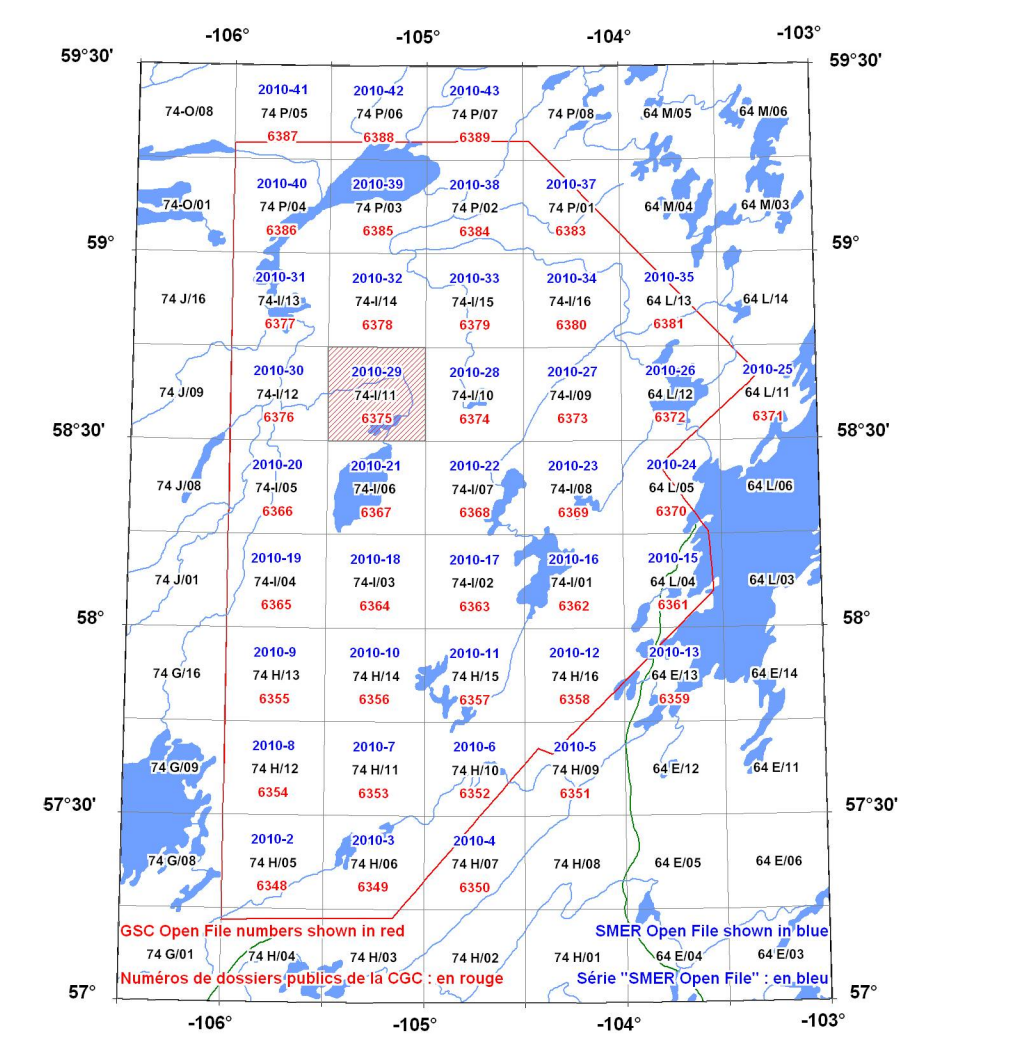 -106° -105° -104° -103°
59°30' 59°30'
2010-41 2010-42 2010-43
74-O/08 74 P/05 74 P/06 74 P/07 74 P/08 64 M/05 64 M/06
6387 6388 6389
2010-40 2010-39 2010-38 2010-37
74-O/01 74 P/04 74 P/03 74 P/02 74 P/01 64 M/04 64 M/03
6386 6385 6384 6383
59° 59°
2010-31 2010-32 2010-33 2010-34 2010-35
74 J/16 74-I/13 74-I/14 74-I/15 74-I/16 64 L/13 64 L/14
6377 6378 6379 6380 6381
2010-30 2010-29 2010-28 2010-27 2010-26 2010-25
74 J/09 74-I/12 74-I/11 74-I/10 74-I/09 64 L/12 64 L/11
6376 6375 6374 6373 6372 6371
58°30' 58°30'
2010-20 2010-21 2010-22 2010-23 2010-24
74 J/08 74-I/05 74-I/06 74-I/07 74-I/08 64 L/05 64 L/06
6366 6367 6368 6369 6370
2010-19 2010-18 2010-17 2010-16 2010-15
74 J/01 74-I/04 74-I/03 74-I/02 74-I/01 64 L/04 64 L/03
6365 6364 6363 6362 6361
58° 58°
2010-9 2010-10 2010-11 2010-12 2010-13
74 G/16 74 H/13 74 H/14 74 H/15 74 H/16 64 E/13 64 E/14
6355 6356 6357 6358 6359
2010-8 2010-7 2010-6 2010-5
74 G/09 74 H/12 74 H/11 74 H/10 74 H/09 64 E/12 64 E/11
6354 6353 6352 6351
57°30' 57°30'
2010-2 2010-3 2010-4
74 G/08 74 H/05 74 H/06 74 H/07 74 H/08 64 E/05 64 E/06
6348 6349 6350
GSC Open File numbers shown in red SMER Open File shown in blue
74 G/01 74 H/04 74 H/03 74 H/02 74 H/01 64 E/04 64 E/03
Numéros de dossiers publics de la CGC : en rouge Série "SMER Open File" : en bleu
57° 57°
-106° -105° -104° -103°